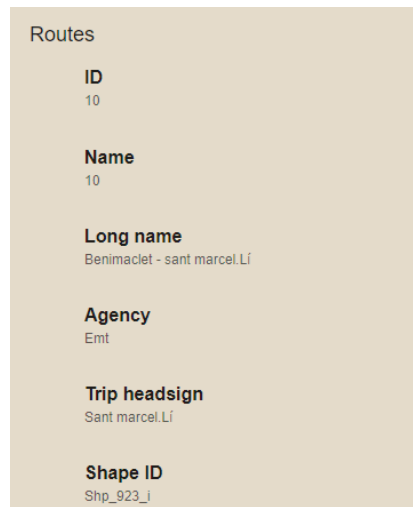 Routes
ID
10
Name
10
Long name
Benimaclet - sant marcel.Lí
Agency
Emt
Trip headsign
Sant marcel.Lí
Shape ID
Shp_923_i